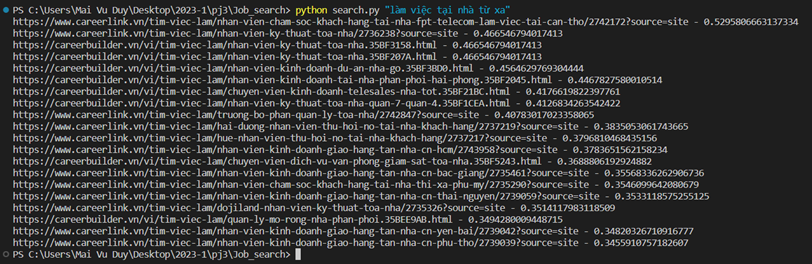 PS C:\Users\Mai Vu Duy\Desktop\2023-1\pj3\Job_search> python search.py "làm việc tại nhà từ xa"
https://www.careerlink.vn/tim-viec-lam/nhan-vien-cham-soc-khach-hang-tai-nha-fpt-telecom-lam-viec-tai-can-tho/2742172?source=site - 0.5295806663137334
https://www.careerlink.vn/tim-viec-lam/nhan-vien-ky-thuat-toa-nha/2736238?source=site - 0.466546794017413
https://careerbuilder.vn/vi/tim-viec-lam/nhan-vien-ky-thuat-toa-nha.35BF3158.html - 0.466546794017413
https://careerbuilder.vn/vi/tim-viec-lam/nhan-vien-ky-thuat-toa-nha.35BF207A.html - 0.466546794017413
https://careerbuilder.vn/vi/tim-viec-lam/nhan-vien-kinh-doanh-du-an-nha-go.35BF3BD0.html - 0.4564629769304444
https://careerbuilder.vn/vi/tim-viec-lam/nhan-vien-kinh-doanh-tai-nha-phan-phoi-hai-phong.35BF2045.html - 0.4467827580010514
https://careerbuilder.vn/vi/tim-viec-lam/chuyen-vien-kinh-doanh-telesales-nha-tot.35BF21BC.html - 0.4176619822397761
https://careerbuilder.vn/vi/tim-viec-lam/nhan-vien-ky-thuat-toa-nha-quan-7-quan-4.35BF1CEA.html - 0.4126834263542422
https://www.careerlink.vn/tim-viec-lam/truong-bo-phan-quan-ly-toa-nha/2742847?source=site - 0.40783017023358065
https://www.careerlink.vn/tim-viec-lam/hai-duong-nhan-vien-thu-hoi-no-tai-nha-khach-hang/2737219?source=site - 0.3835053061743665
https://www.careerlink.vn/tim-viec-lam/hue-nhan-vien-thu-hoi-no-tai-nha-khach-hang/2737217?source=site - 0.3796810468435156
https://www.careerlink.vn/tim-viec-lam/nhan-vien-kinh-doanh-giao-hang-tan-nha-cn-hcm/2743958?source=site - 0.3783651562158234
https://careerbuilder.vn/vi/tim-viec-lam/chuyen-vien-dich-vu-van-phong-giam-sat-toa-nha.35BF5243.html - 0.3688806192924882
https://www.careerlink.vn/tim-viec-lam/nhan-vien-kinh-doanh-giao-hang-tan-nha-cn-bac-giang/2735461?source=site - 0.35568336262906736
https://www.careerlink.vn/tim-viec-lam/nhan-vien-cham-soc-khach-hang-tai-nha-thi-xa-phu-my/2735290?source=site - 0.3546099642080679
https://www.careerlink.vn/tim-viec-lam/nhan-vien-kinh-doanh-giao-hang-tan-nha-cn-thai-nguyen/2739059?source=site - 0.3533118575255125
https://www.careerlink.vn/tim-viec-lam/dojiland-nhan-vien-ky-thuat-toa-nha/2735326?source=site - 0.3514117983118509
https://careerbuilder.vn/vi/tim-viec-lam/quan-ly-mo-rong-nha-phan-phoi.35BEE9AB.html - 0.3494280009448715
https://www.careerlink.vn/tim-viec-lam/nhan-vien-kinh-doanh-giao-hang-tan-nha-cn-yen-bai/2739042?source=site - 0.34820326710916777
https://www.careerlink.vn/tim-viec-lam/nhan-vien-kinh-doanh-giao-hang-tan-nha-cn-phu-tho/2739039?source=site - 0.3455910757182607
PS C:\Users\Mai Vu Duy\Desktop\2023-1\pj3\Job_search>